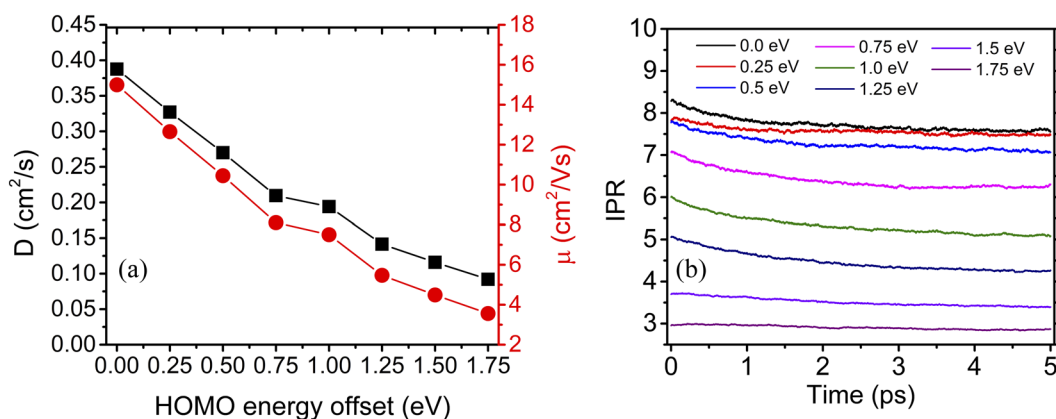 0.45
0.40
0.35
0.30
0.25
0.20
0.15
0.10
0.05
0.00
D (cm²/s)
(a)
18
16
14
12
10
8
6
4
2
μ (cm²/Vs)
0.00 0.25 0.50 0.75 1.00 1.25 1.50 1.75
HOMO energy offset (eV)
10
9
8
7
6
5
4
3
IPR
0.0 eV 0.75 eV 1.5 eV
0.25 eV 1.0 eV 1.75 eV
0.5 eV 1.25 eV
(b)
0 1 2 3 4 5
Time (ps)